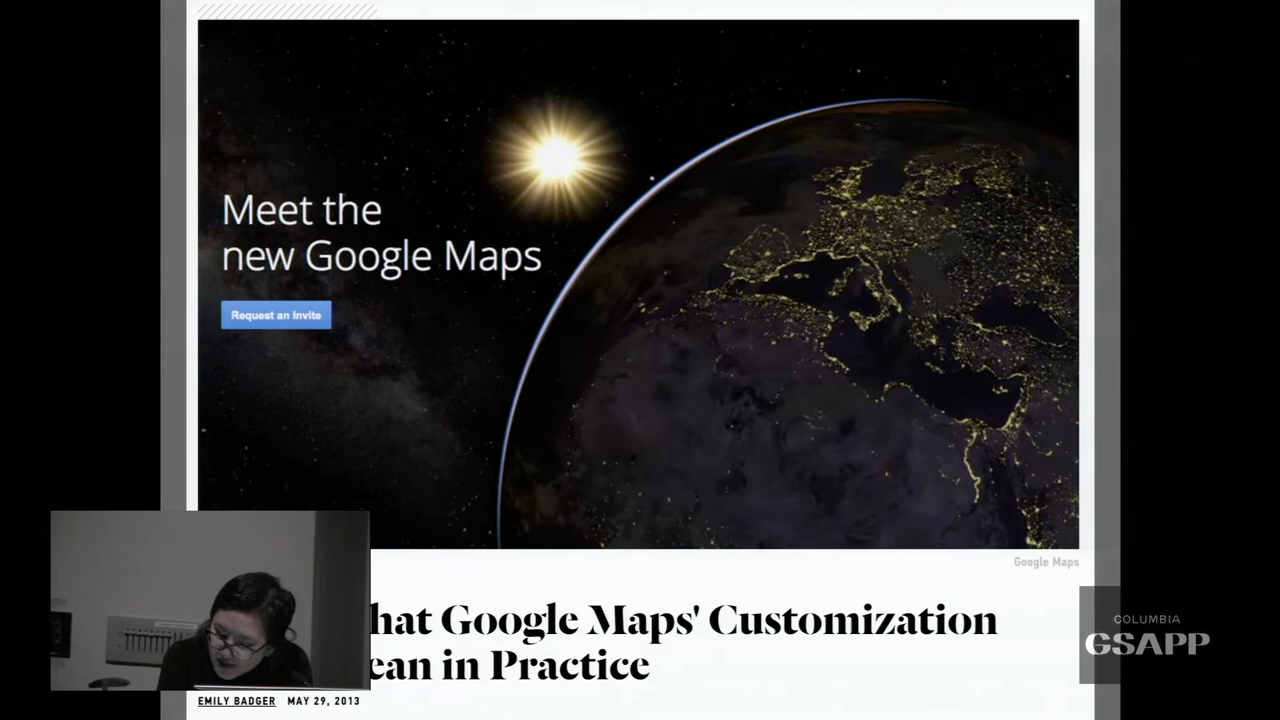 Meet the
new Google Maps
Request an Invite
Google Maps
hat Google Maps' Customization
ean in Practice
EMILY BADGER MAY 29, 2013
COLUMBIA
GSAPP